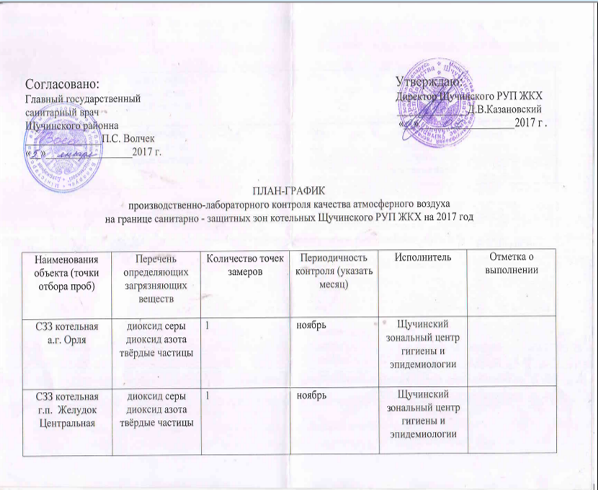 Согласовано:
Главный государственный
санитарный врач
Щучинского района
П.С. Волчек
2017 г.
Утверждаю:
Директор Щучинского РУП ЖКХ
Д.В.Казановский
2017 г .
ПЛАН-ГРАФИК
производственно-лабораторного контроля качества атмосферного воздуха
на границе санитарно - защитных зон котельных Щучинского РУП ЖКХ на 2017 год
Наименования
объекта (точки
отбора проб)
Перечень
определяющих
загрязняющих
веществ
Количество точек
замеров
Периодичность
контроля (указать
месяц)
Исполнитель
Отметка о
выполнении
СЗЗ котельная
а.г. Орля
диоксид серы
диоксид азота
твёрдые частицы
1
ноябрь
Щучинский
зональный центр
гигиены и
эпидемиологии
СЗЗ котельная
г.п. Желудок
Центральная
диоксид серы
диоксид азота
твёрдые частицы
1
ноябрь
Щучинский
зональный центр
гигиены и
эпидемиологии